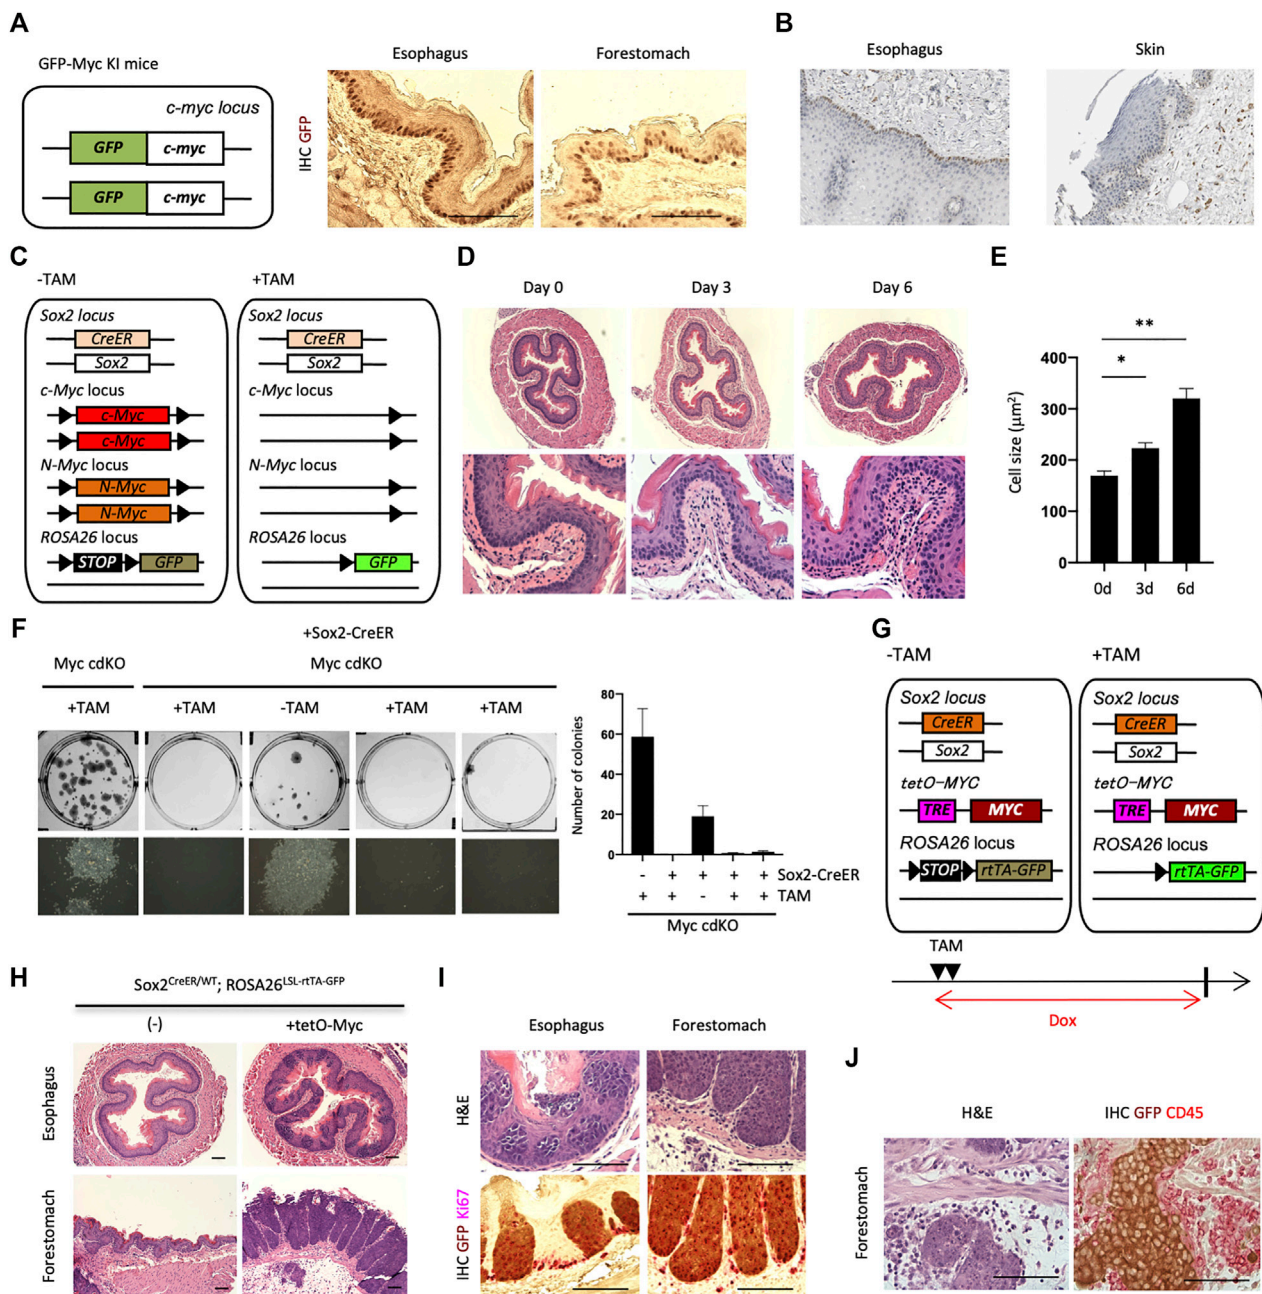 A
GFP-Myc KI mice
c-myc locus
GFP c-myc
GFP c-myc
IHC GFP
Esophagus Forestomach
B
Esophagus Skin
C
-TAM +TAM
Sox2 locus Sox2 locus
CreER CreER
Sox2 Sox2
c-Myc locus c-Myc locus
c-Myc
c-Myc
N-Myc locus N-Myc locus
N-Myc
N-Myc
ROSA26 locus ROSA26 locus
STOP GFP GFP
D
Day 0 Day 3 Day 6
E
**
*
Cell size (μm²)
400
300
200
100
0
0d 3d 6d
F
+Sox2-CreER
Myc cdKO Myc cdKO
+TAM +TAM -TAM +TAM +TAM
Number of colonies
80
60
40
20
0
- + + + + Sox2-CreER
+ + - + + TAM
Myc cdKO
G
-TAM +TAM
Sox2 locus Sox2 locus
CreER CreER
Sox2 Sox2
tetO-MYC tetO-MYC
TRE MYC TRE MYC
ROSA26 locus ROSA26 locus
STOP rtTA-GFP rtTA-GFP
TAM
Dox
H
Sox2CreER/WT; ROSA26LSL-rtTA-GFP
(-) +tetO-Myc
Esophagus
Forestomach
I
Esophagus Forestomach
H&E
IHC GFP Ki67
J
H&E IHC GFP CD45
Forestomach